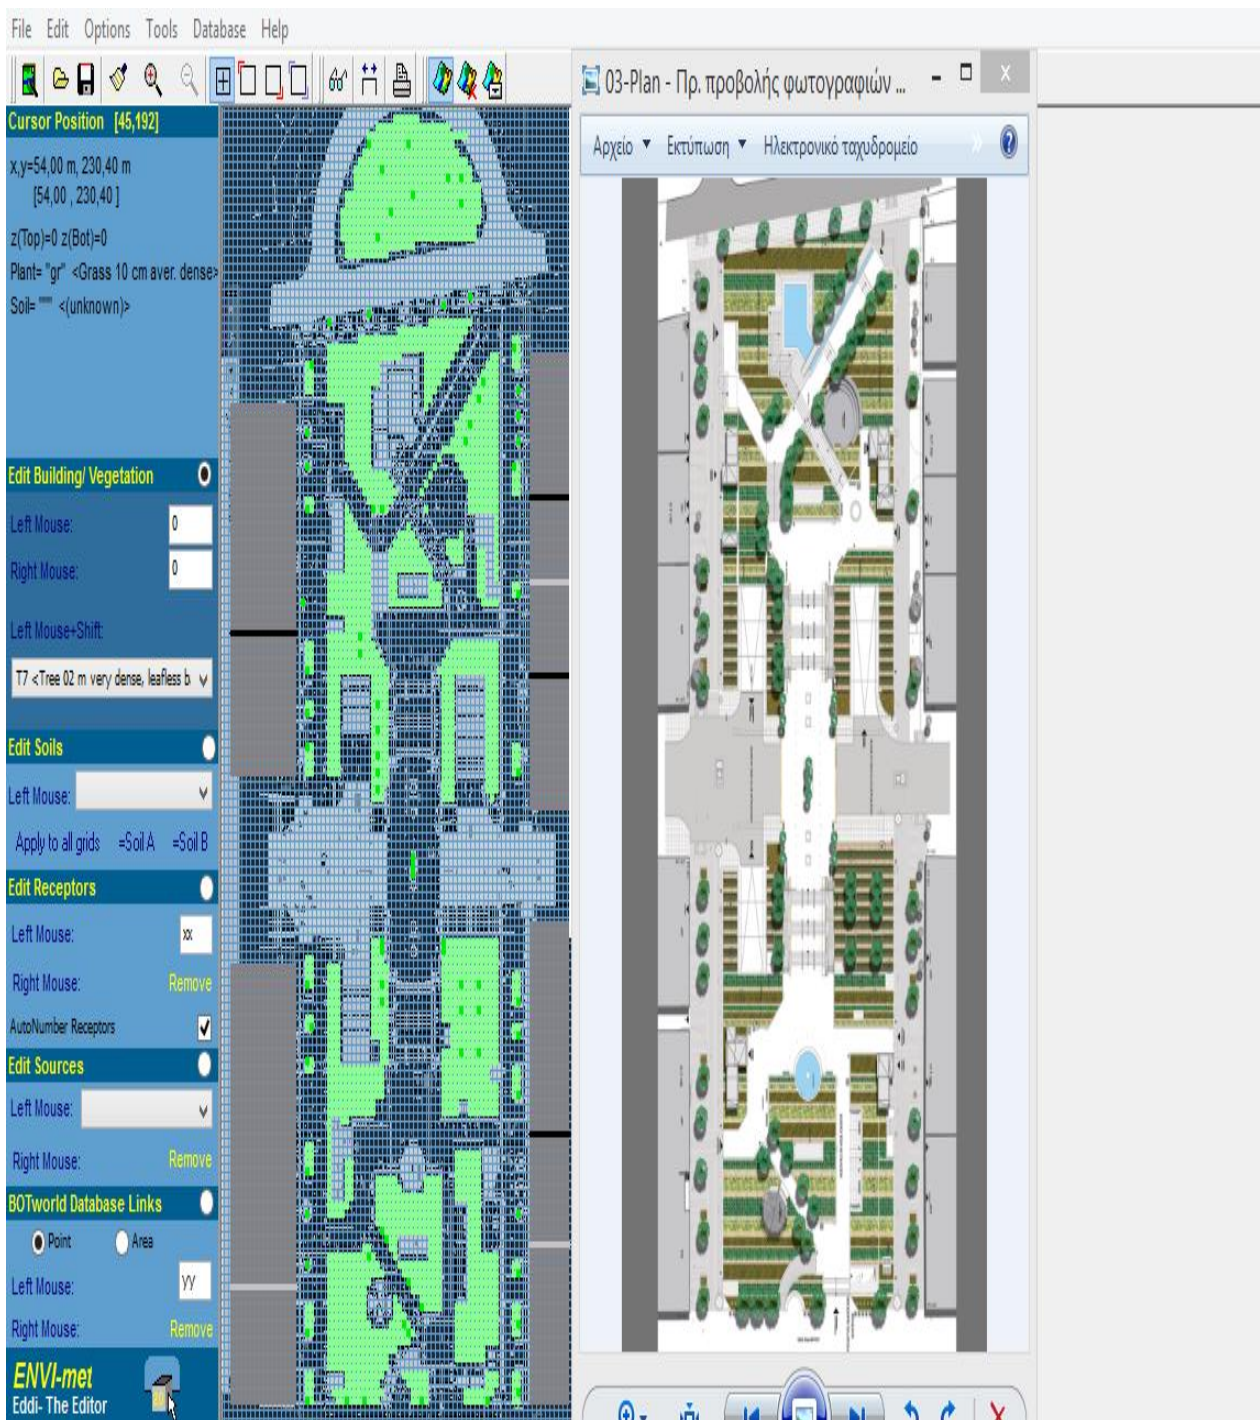 File Edit Options Tools Database Help
03-Plan - Πρ. προβολής φωτογραφιών ...
Αρχείο Εκτύπωση Ηλεκτρονικό ταχυδρομείο
Cursor Position [45,192]
x,y=54,00 m, 230,40 m
[54,00 , 230,40 ]
z(Top)=0 z(Bot)=0
Plant= "gr" <Grass 10 cm aver. dense>
Soil= "" <(unknown)>
Edit Building/ Vegetation
Left Mouse: 0
Right Mouse: 0
Left Mouse+Shift:
T7 <Tree 02 m very dense, leafless b
Edit Soils
Left Mouse:
Apply to all grids =Soil A =Soil B
Edit Receptors
Left Mouse: xx
Right Mouse: Remove
AutoNumber Receptors
Edit Sources
Left Mouse:
Right Mouse: Remove
BOTworld Database Links
Point Area
Left Mouse: yy
Right Mouse: Remove
ENVI-met
Eddi- The Editor